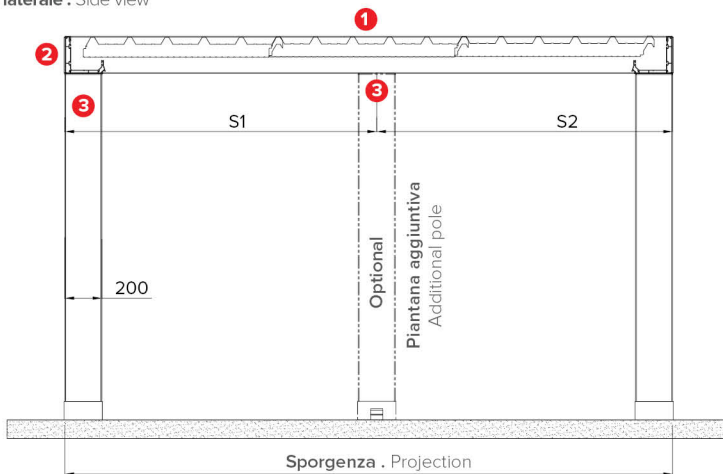 laterale . Side view
1
2
3
3
S1
S2
200
Optional
Piantana aggiuntiva
Additional pole
Sporgenza . Projection